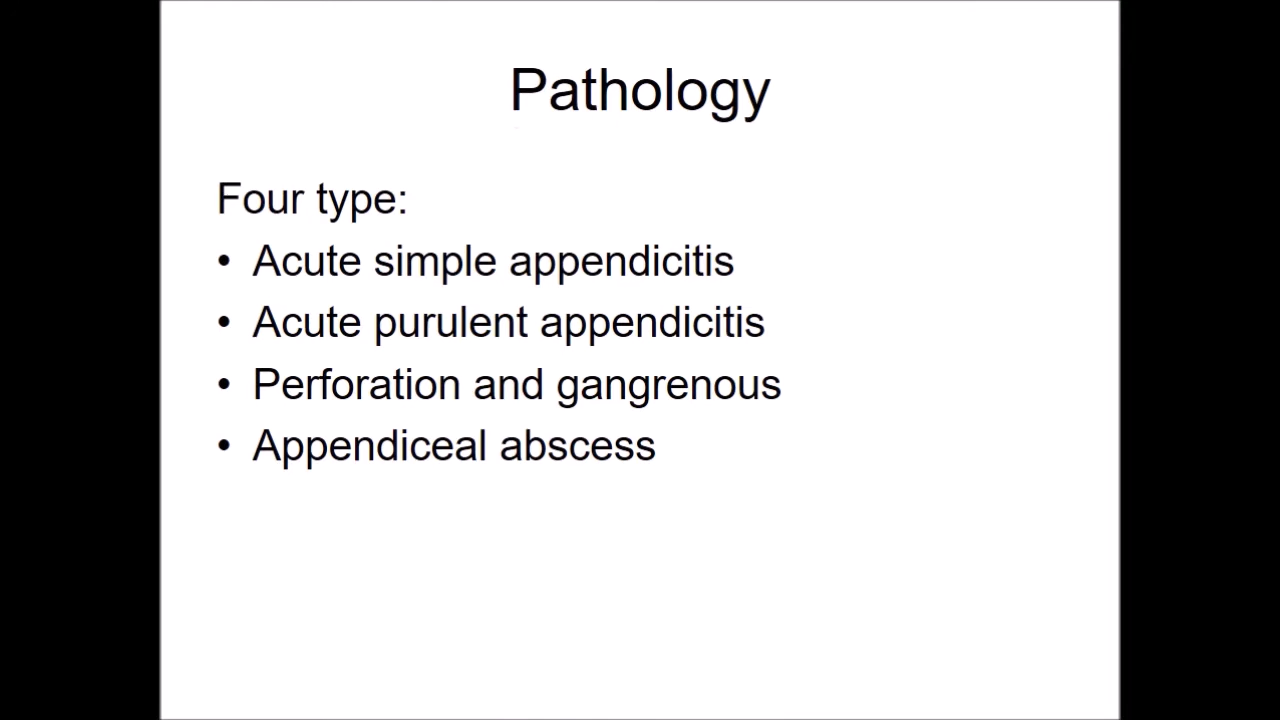 Pathology
Four type:
• Acute simple appendicitis
• Acute purulent appendicitis
• Perforation and gangrenous
• Appendiceal abscess